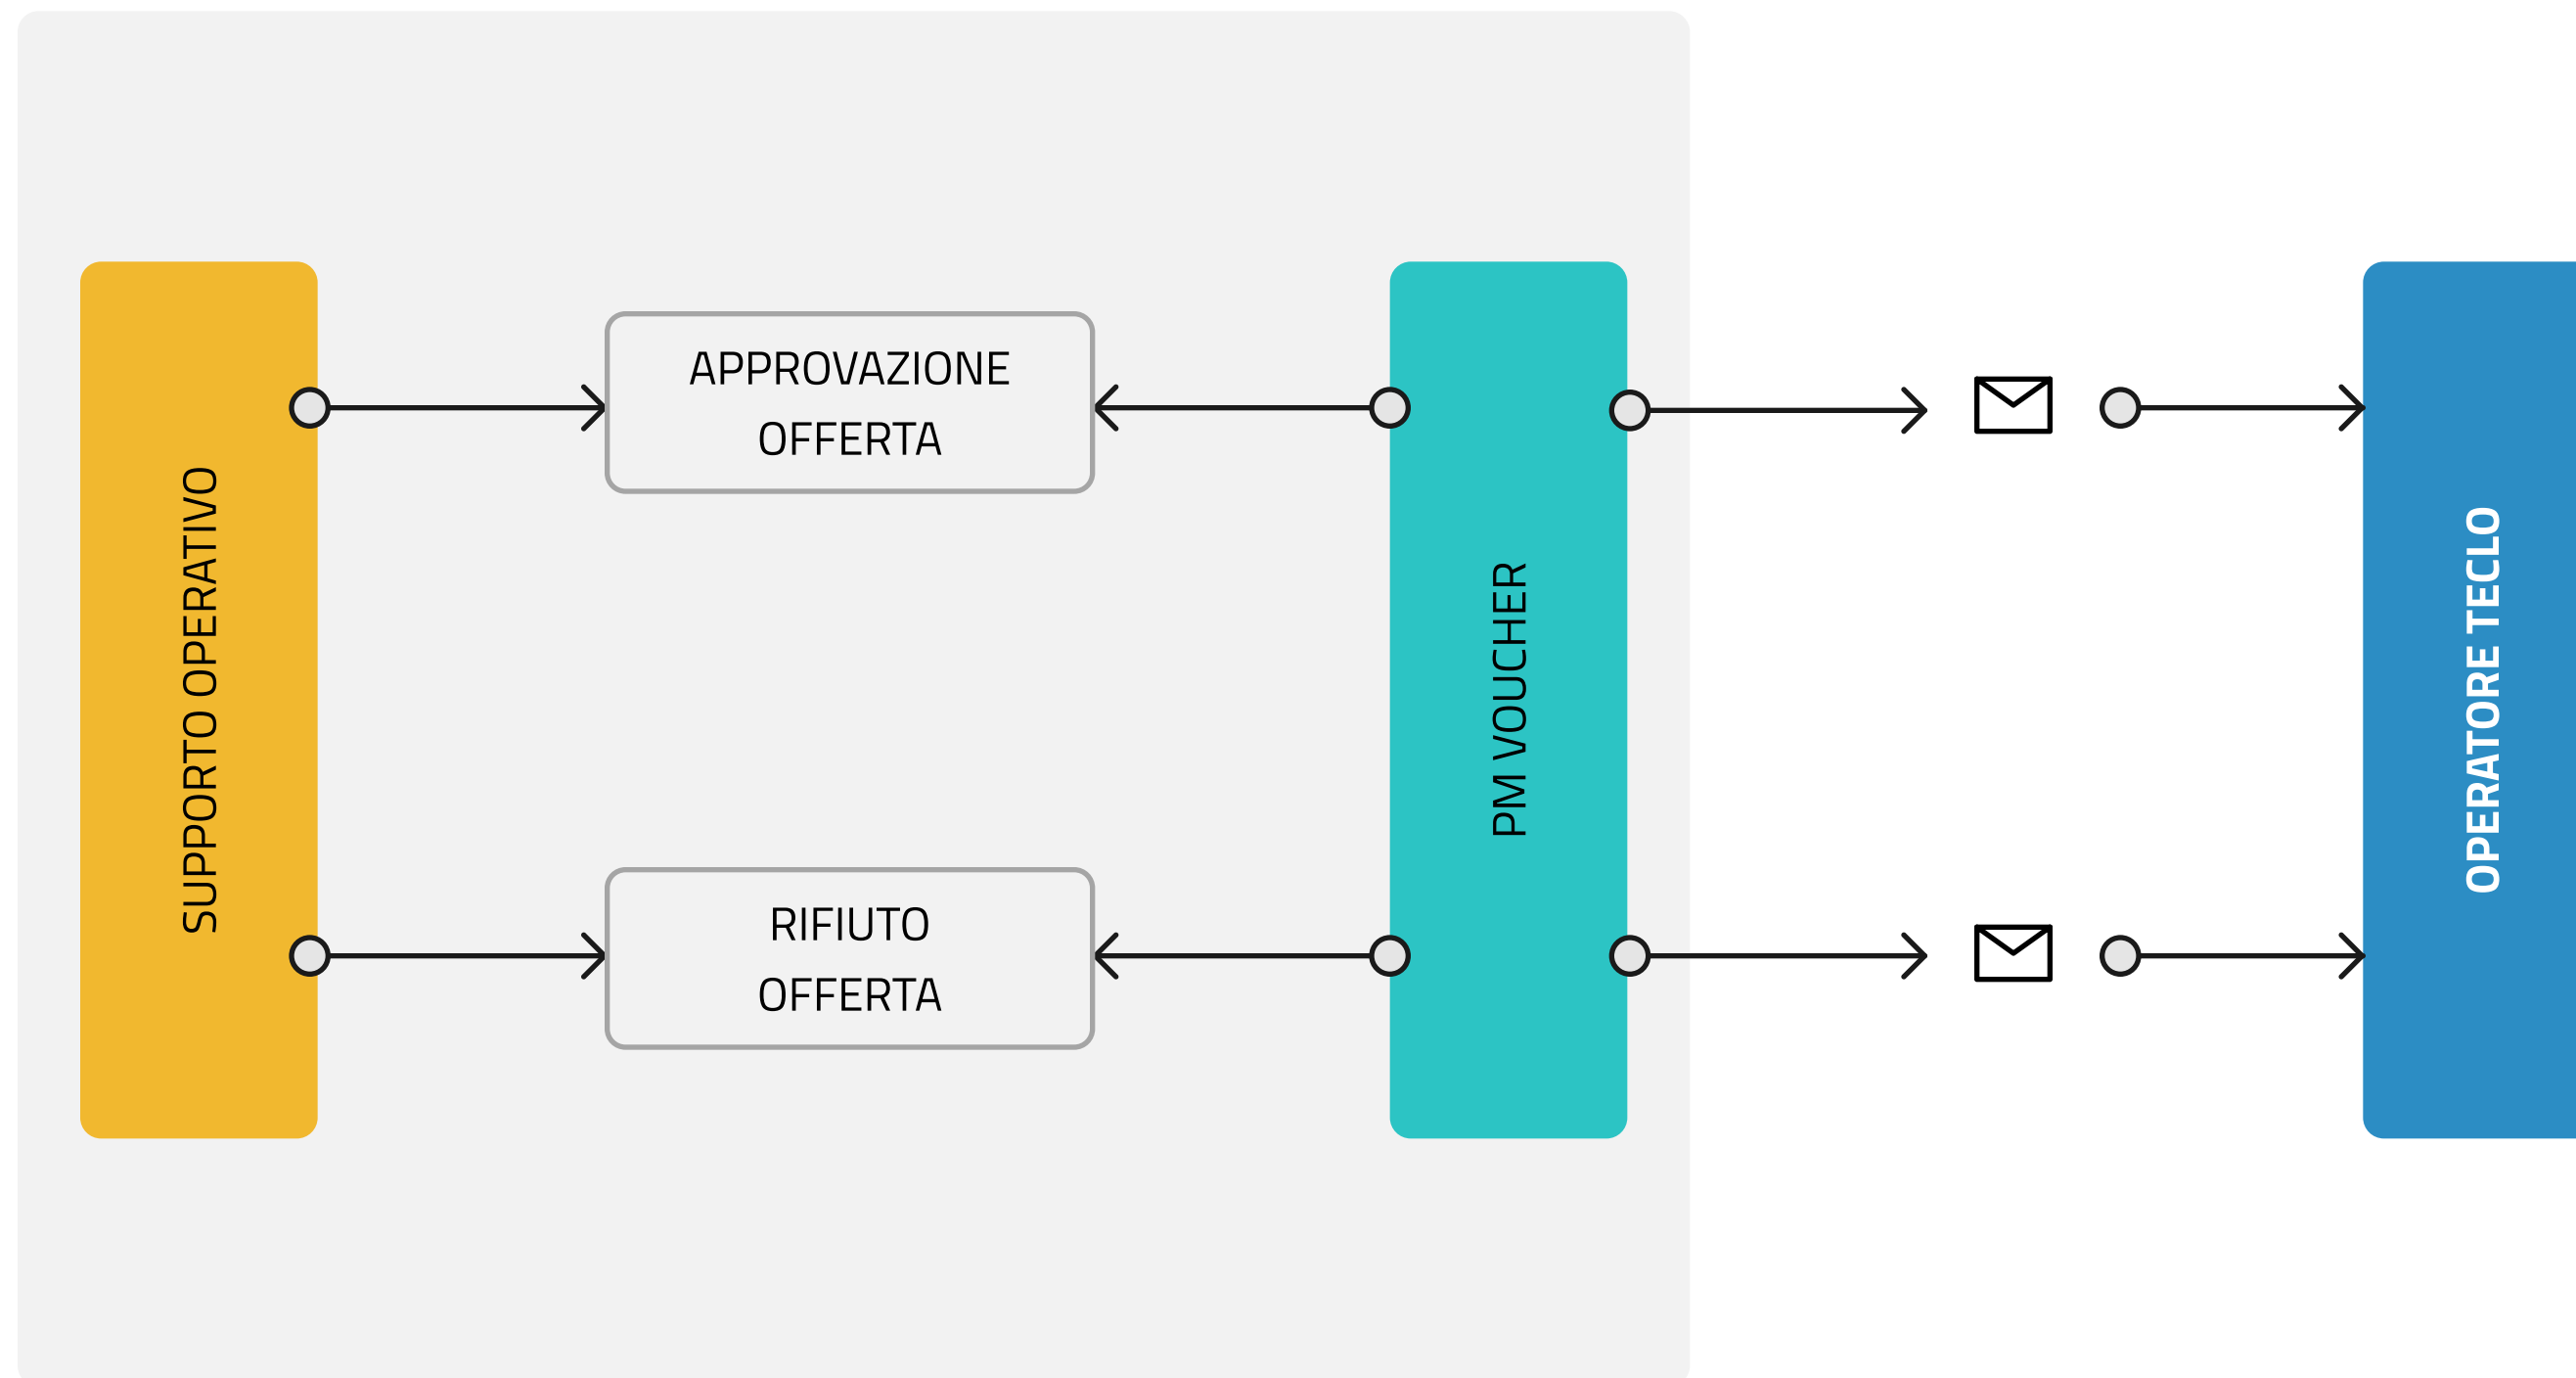 SUPPORTO OPERATIVO
APPROVAZIONE
OFFERTA
RIFIUTO
OFFERTA
PM VOUCHER
OPERATORE TECLO